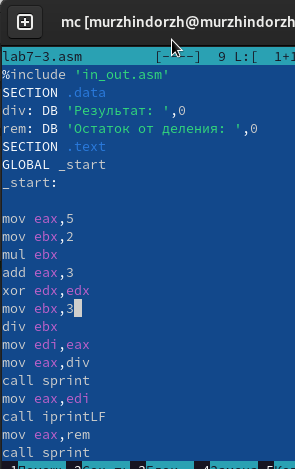 mc [murzhindorzh@murzhindorzh
lab7-3.asm [----] 9 L:[ 1+1
%include 'in_out.asm'
SECTION .data
div: DB 'Результат: ',0
rem: DB 'Остаток от деления: ',0
SECTION .text
GLOBAL _start
_start:
mov eax,5
mov ebx,2
mul ebx
add eax,3
xor edx,edx
mov ebx,3
div ebx
mov edi,eax
mov eax,div
call sprint
mov eax,edi
call iprintLF
mov eax,rem
call sprint